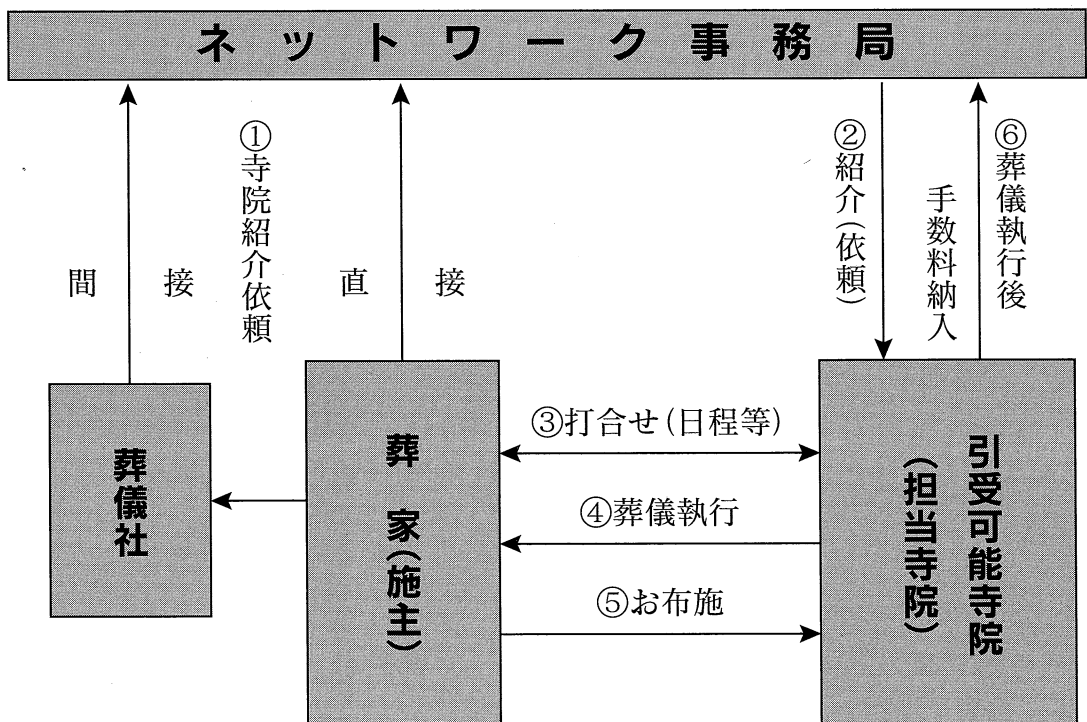 ネットワーク事務局
①寺院紹介依頼
間接
直接
②紹介(依頼)
⑥葬儀執行後
手数料納入
葬儀社
葬家(施主)
③打合せ(日程等)
④葬儀執行
⑤お布施
引受可能寺院
(担当寺院)